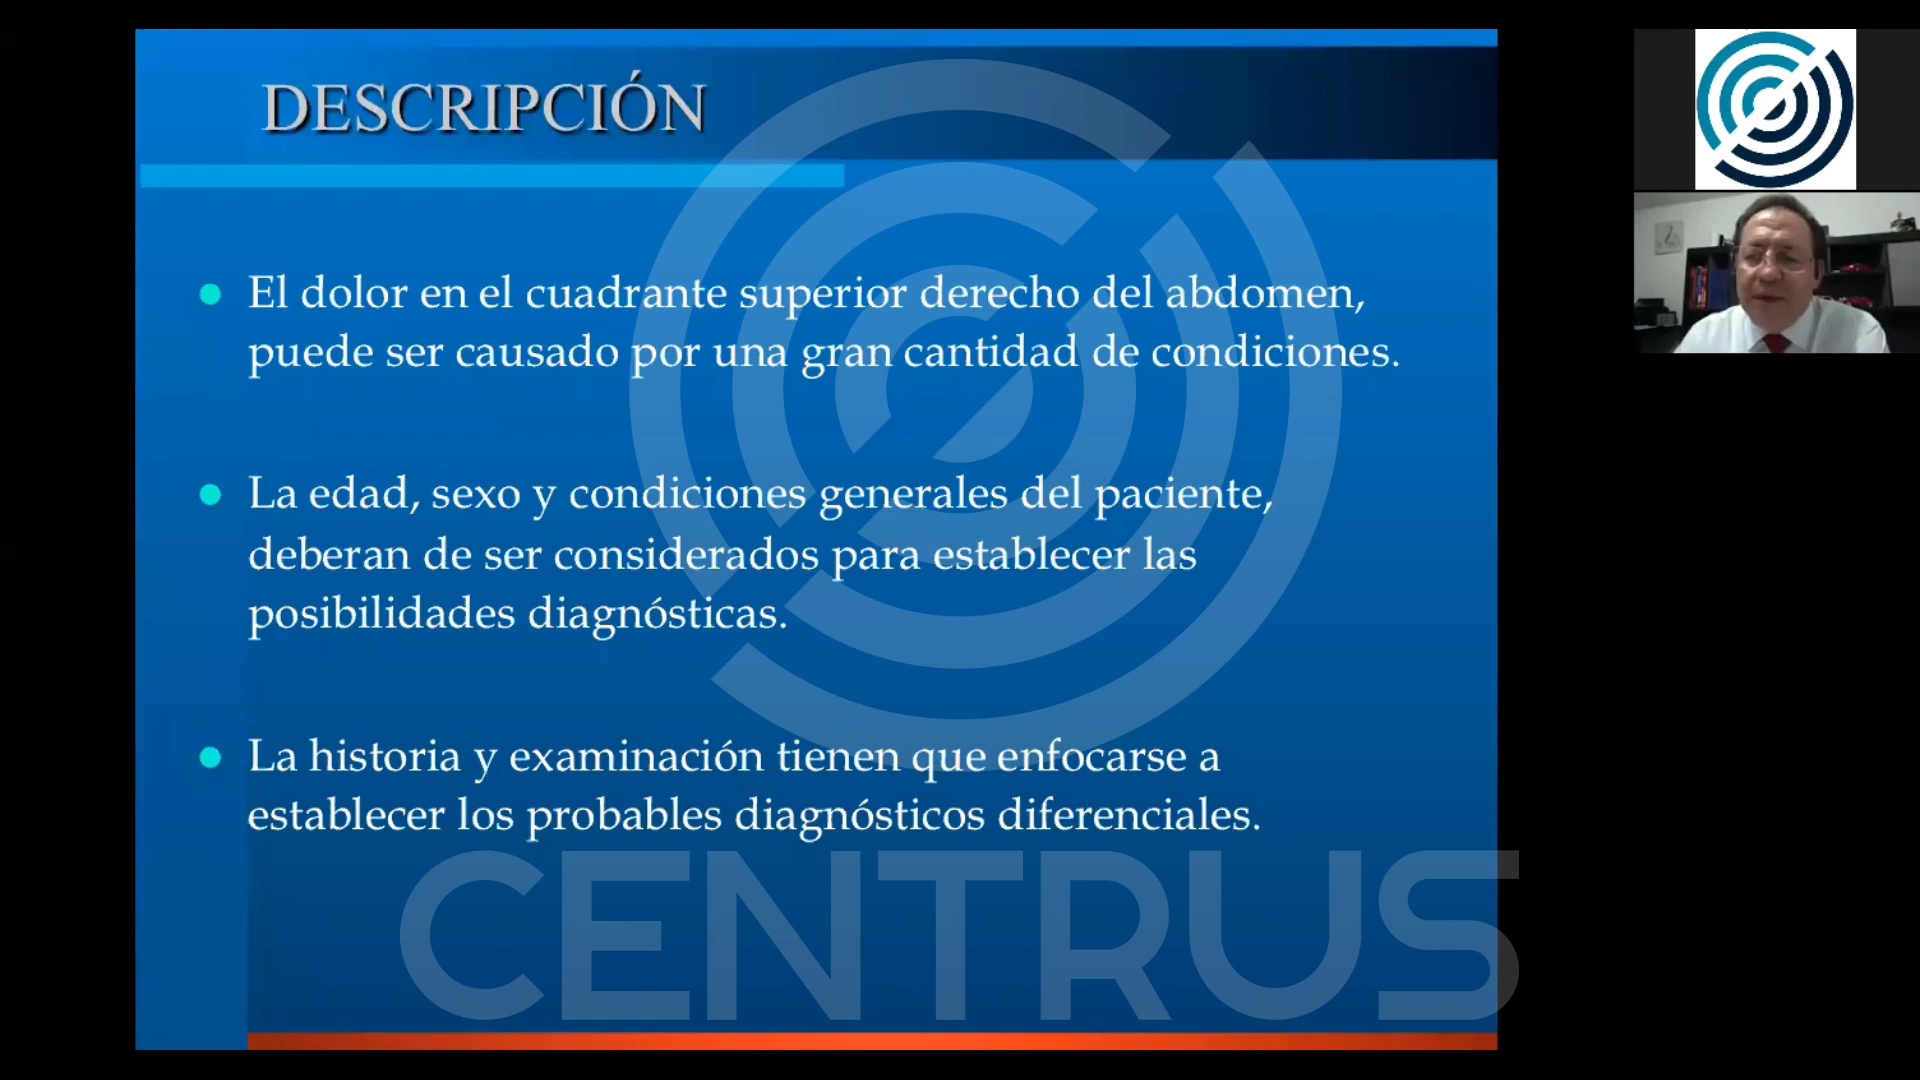 DESCRIPCIÓN
El dolor en el cuadrante superior derecho del abdomen,
puede ser causado por una gran cantidad de condiciones.
La edad, sexo y condiciones generales del paciente,
deberan de ser considerados para establecer las
posibilidades diagnósticas.
La historia y examinación tienen que enfocarse a
establecer los probables diagnósticos diferenciales.
CENTRUS